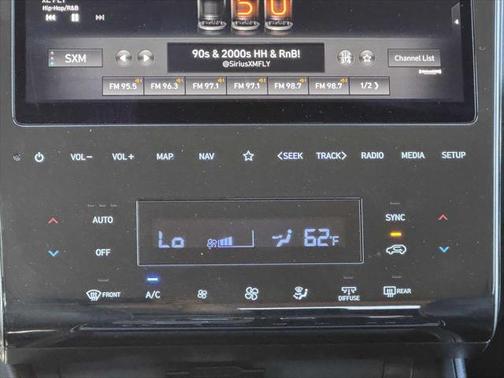 Hip-Hop/R&B
50
SXM
90s & 2000s HH & RnB!
@SiriusXMFLY
Channel List
FM 95.5 FM 96.3 FM 97.1 FM 97.1 FM 98.7 FM 98.7 1/2 >
VOL− VOL+ MAP NAV <SEEK TRACK> RADIO MEDIA SETUP
AUTO SYNC
Lo 62°F
OFF
FRONT A/C DIFFUSE REAR